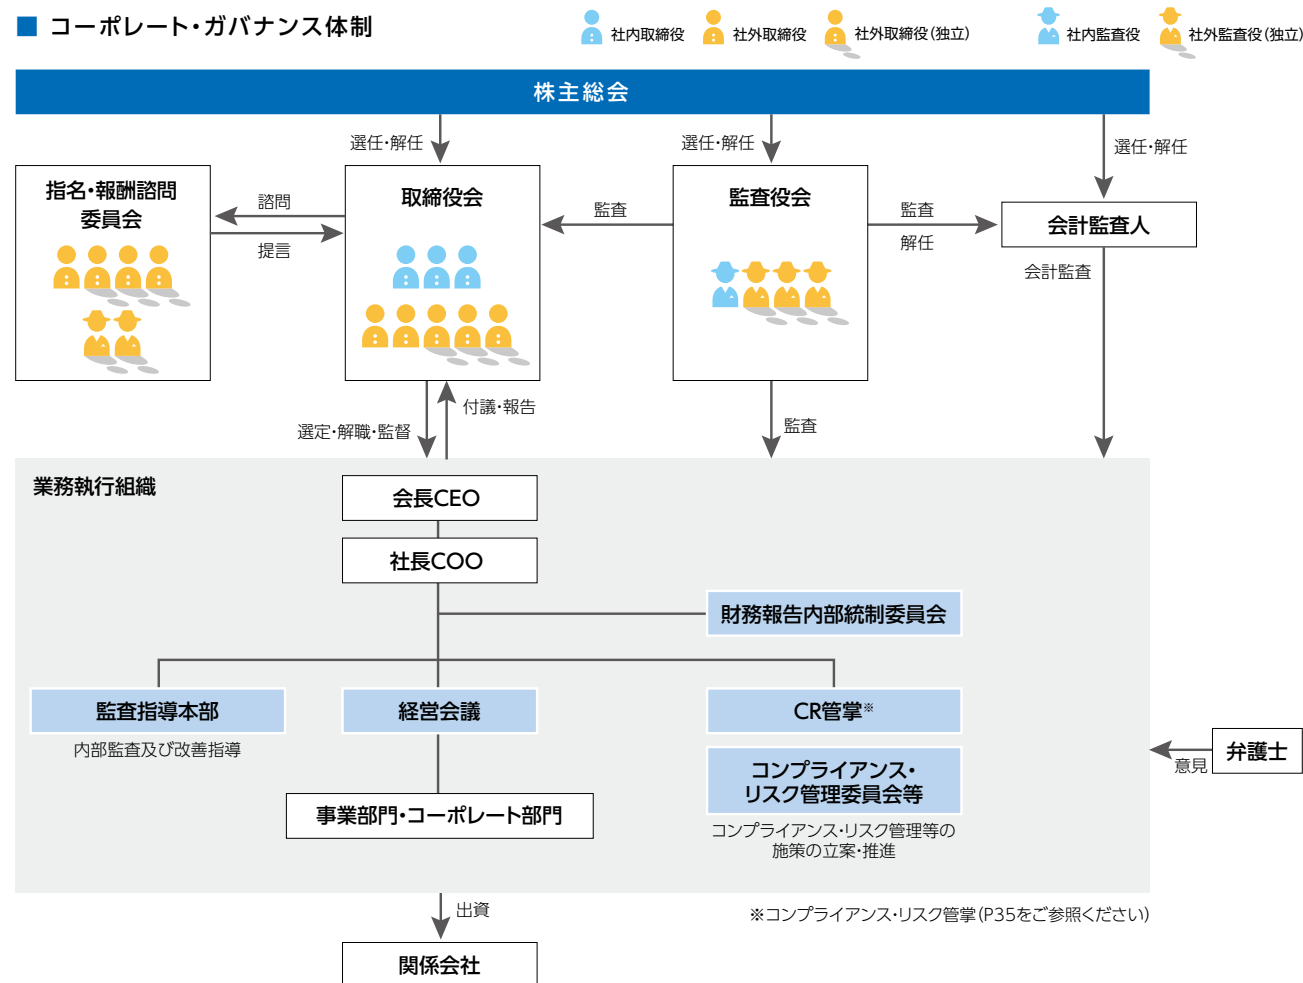 ■ コーポレート・ガバナンス体制
社内取締役
社外取締役
社外取締役(独立)
社内監査役
社外監査役(独立)
株主総会
選任・解任
選任・解任
選任・解任
指名・報酬諮問
委員会
諮問
提言
取締役会
監査
監査役会
監査
解任
会計監査人
会計監査
選定・解職・監督
付議・報告
監査
業務執行組織
会長CEO
社長COO
財務報告内部統制委員会
監査指導本部
内部監査及び改善指導
経営会議
CR管掌※
事業部門・コーポレート部門
コンプライアンス・
リスク管理委員会等
コンプライアンス・リスク管理等の
施策の立案・推進
意見
弁護士
出資
※コンプライアンス・リスク管掌(P35をご参照ください)
関係会社